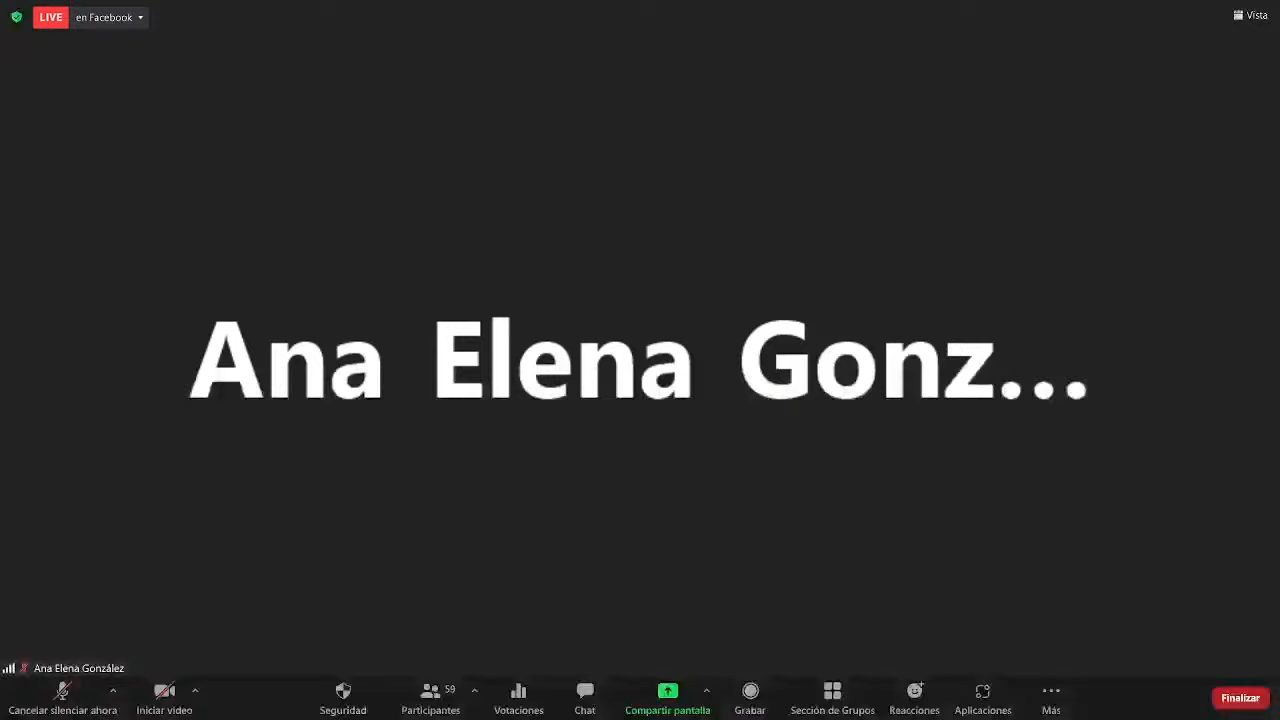 LIVE en Facebook
Vista
Ana Elena Gonz...
Ana Elena González
59
Cancelar silenciar ahora Iniciar video Seguridad Participantes Votaciones Chat Compartir pantalla Grabar Sección de Grupos Reacciones Aplicaciones Más Finalizar